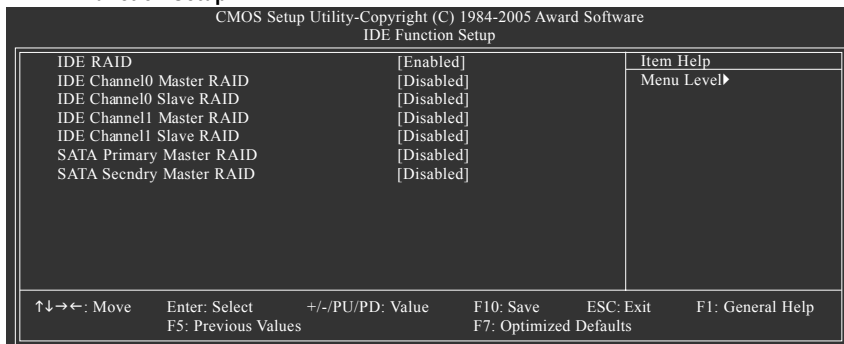 CMOS Setup Utility-Copyright (C) 1984-2005 Award Software
IDE Function Setup
IDE RAID [Enabled] Item Help
IDE Channel0 Master RAID [Disabled] Menu Level▶
IDE Channel0 Slave RAID [Disabled]
IDE Channel1 Master RAID [Disabled]
IDE Channel1 Slave RAID [Disabled]
SATA Primary Master RAID [Disabled]
SATA Secndry Master RAID [Disabled]
↑↓→←: Move Enter: Select +/-/PU/PD: Value F10: Save ESC: Exit F1: General Help
F5: Previous Values F7: Optimized Defaults